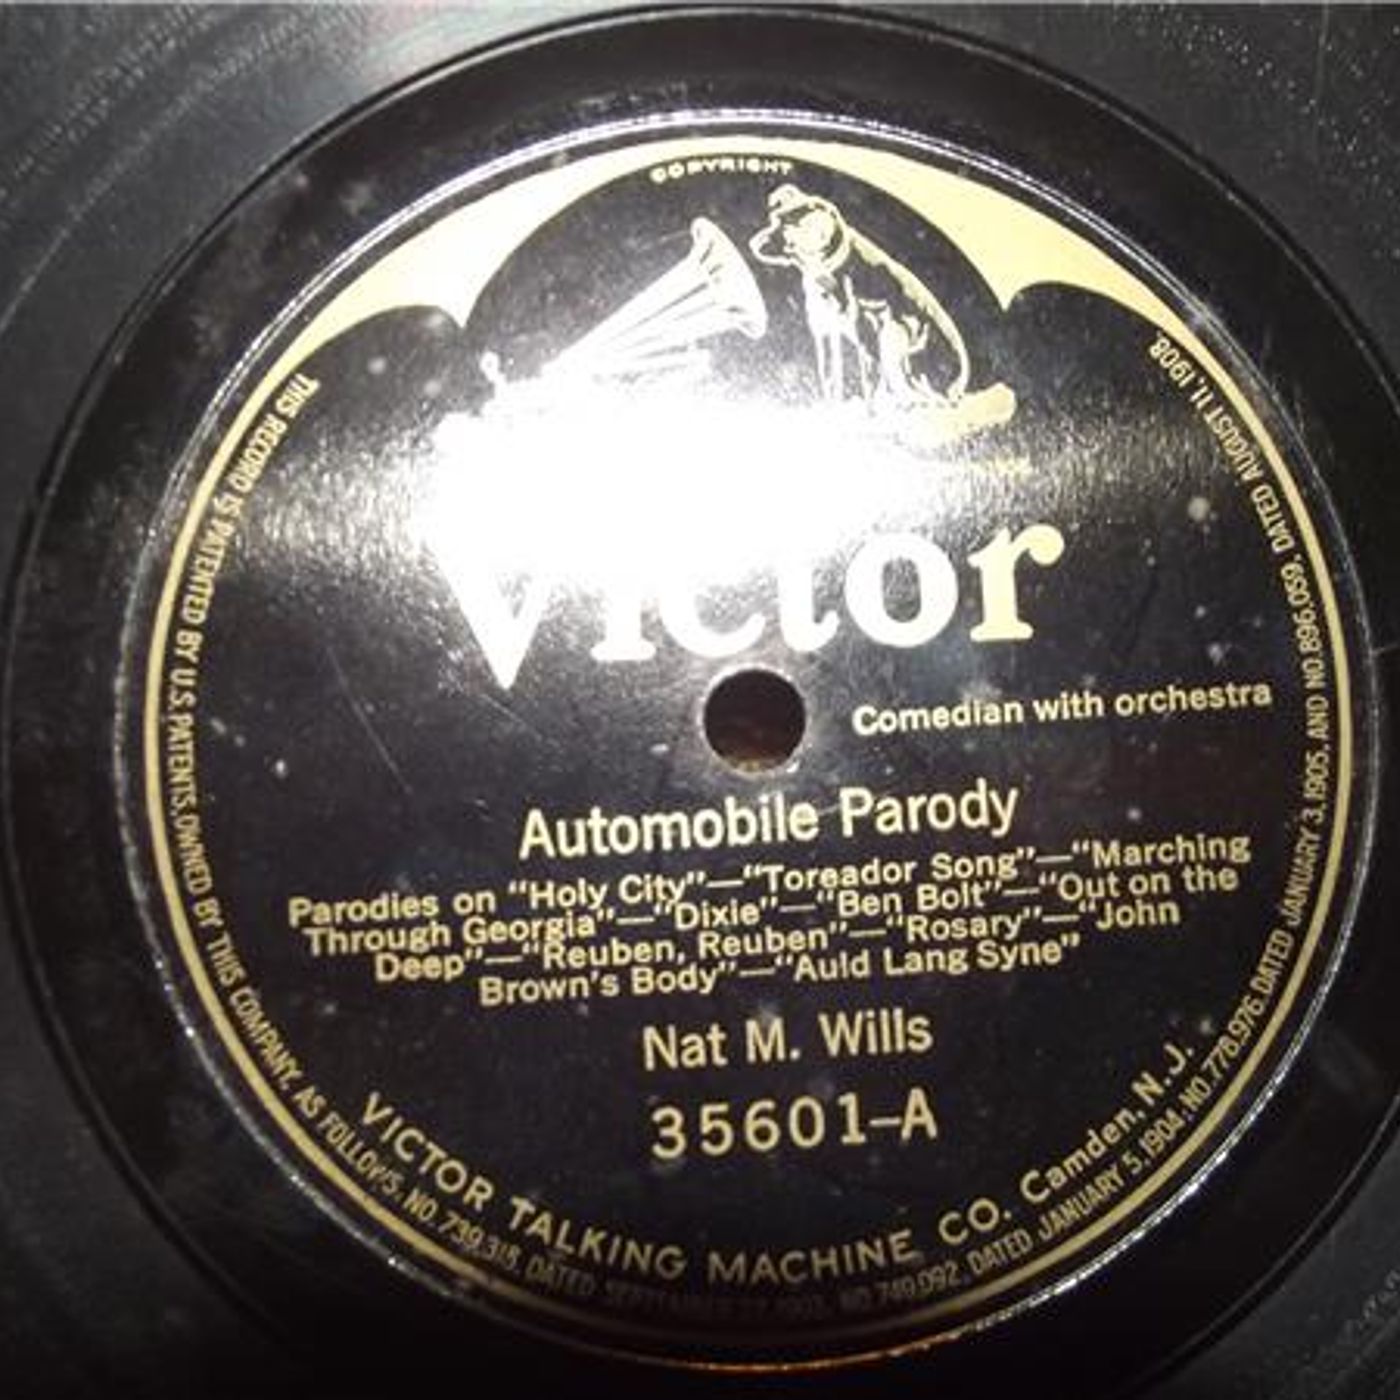 COPYRIGHT
Victor
Comedian with orchestra
Automobile Parody
Parodies on "Holy City"—"Toreador Song"—"Marching
Through Georgia"—"Dixie"—"Ben Bolt"—"Out on the
Deep"—"Reuben, Reuben"—"Rosary"—"John
Brown's Body"—"Auld Lang Syne"
Nat M. Wills
35601-A
VICTOR TALKING MACHINE CO. Camden, N.J.
THIS RECORD IS PATENTED BY U.S. PATENTS, OWNED BY THIS COMPANY, AS FOLLOWS, NO. 739,318, DATED SEPTEMBER 22, 1903, NO. 749,092, DATED JANUARY 5, 1904, NO. 778,976, DATED JANUARY 3, 1905, AND NO. 896,059, DATED AUGUST 11, 1908.